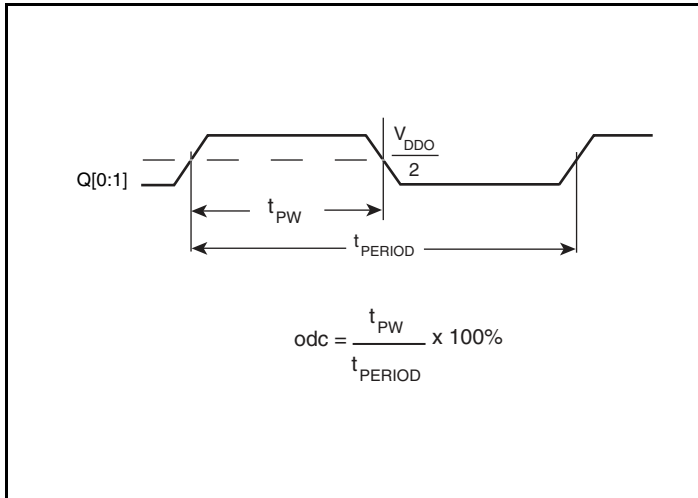 V_DDO
2
Q[0:1]
t_PW
t_PERIOD
odc = t_PW / t_PERIOD x 100%